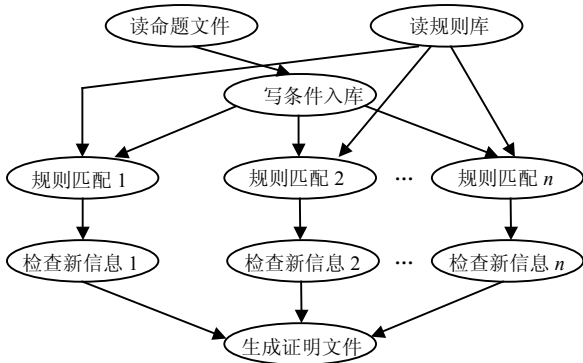 读命题文件
读规则库
写条件入库
规则匹配 1
规则匹配 2
···
规则匹配 n
检查新信息 1
检查新信息 2
···
检查新信息 n
生成证明文件